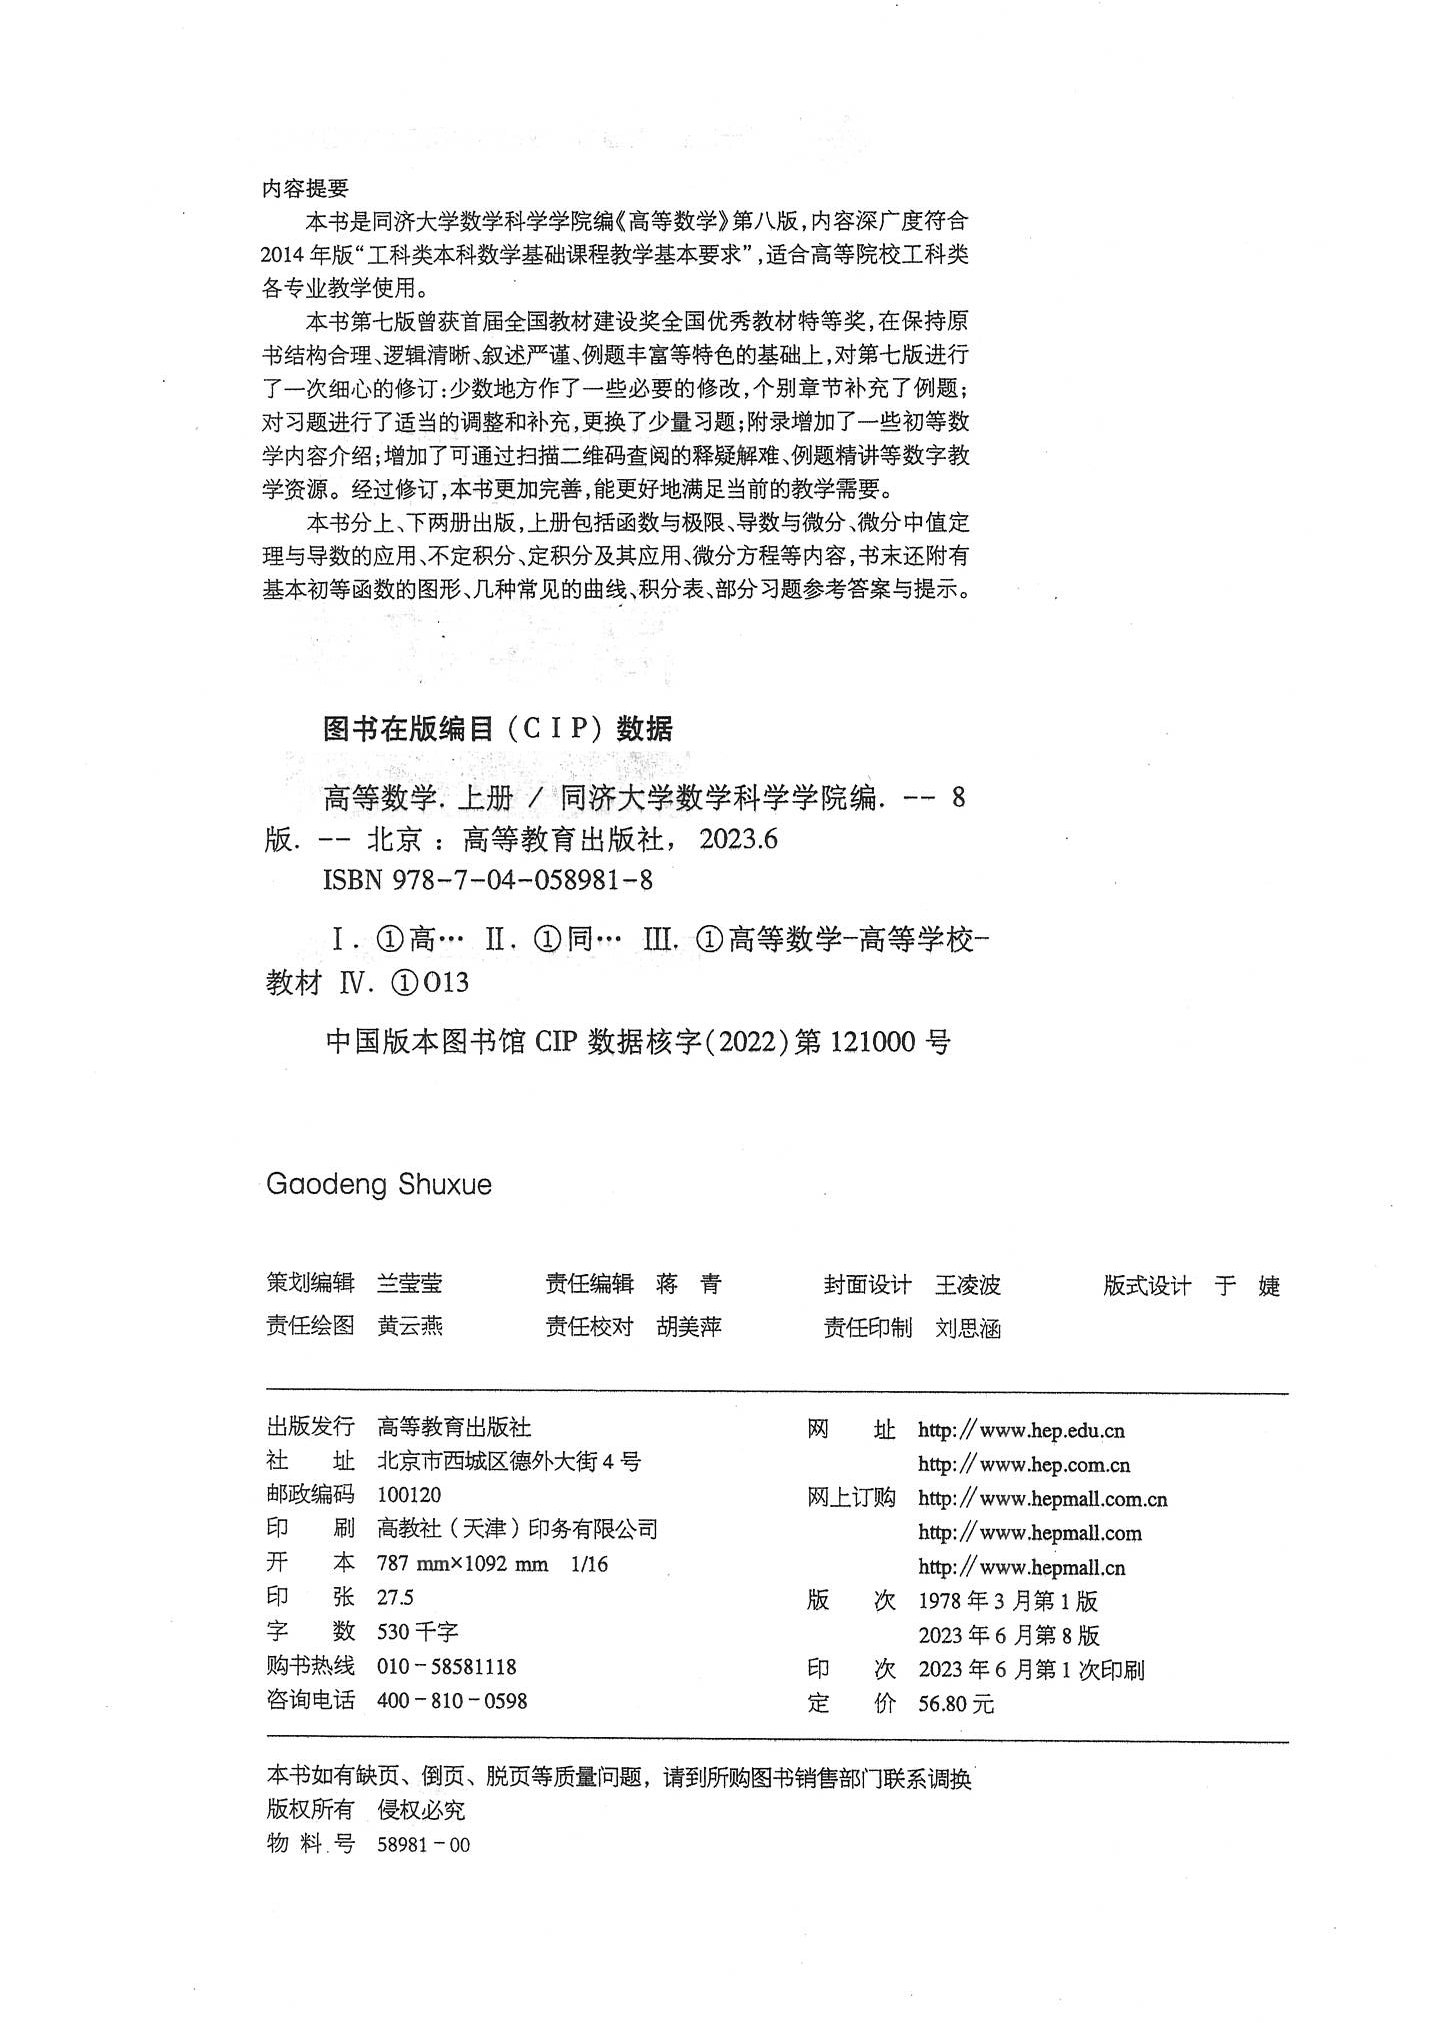 内容提要
本书是同济大学数学科学学院编《高等数学》第八版,内容深广度符合
2014年版“工科类本科数学基础课程教学基本要求”,适合高等院校工科类
各专业教学使用。
本书第七版曾获首届全国教材建设奖全国优秀教材特等奖,在保持原
书结构合理、逻辑清晰、叙述严谨、例题丰富等特色的基础上,对第七版进行
了一次细心的修订:少数地方作了一些必要的修改,个别章节补充了例题;
对习题进行了适当的调整和补充,更换了少量习题;附录增加了一些初等数
学内容介绍;增加了可通过扫描二维码查阅的释疑解难、例题精讲等数字教
学资源。经过修订,本书更加完善,能更好地满足当前的教学需要。
本书分上、下两册出版,上册包括函数与极限、导数与微分、微分中值定
理与导数的应用、不定积分、定积分及其应用、微分方程等内容,书末还附有
基本初等函数的图形、几种常见的曲线、积分表、部分习题参考答案与提示。
图书在版编目(CIP)数据
高等数学. 上册 / 同济大学数学科学学院编. -- 8
版. -- 北京 : 高等教育出版社, 2023.6
ISBN 978-7-04-058981-8
Ⅰ. ①高… Ⅱ. ①同… Ⅲ. ①高等数学-高等学校-
教材 Ⅳ. ①O13
中国版本图书馆 CIP 数据核字(2022)第 121000 号
Gaodeng Shuxue
策划编辑 兰莹莹 责任编辑 蒋 青 封面设计 王凌波 版式设计 于 婕
责任绘图 黄云燕 责任校对 胡美萍 责任印制 刘思涵
出版发行 高等教育出版社
社 址 北京市西城区德外大街4号
邮政编码 100120
印 刷 高教社(天津)印务有限公司
开 本 787 mm×1092 mm 1/16
印 张 27.5
字 数 530千字
购书热线 010-58581118
咨询电话 400-810-0598
网 址 http://www.hep.edu.cn
http://www.hep.com.cn
网上订购 http://www.hepmall.com.cn
http://www.hepmall.com
http://www.hepmall.cn
版 次 1978年3月第1版
2023年6月第8版
印 次 2023年6月第1次印刷
定 价 56.80元
本书如有缺页、倒页、脱页等质量问题,请到所购图书销售部门联系调换
版权所有 侵权必究
物 料 号 58981-00